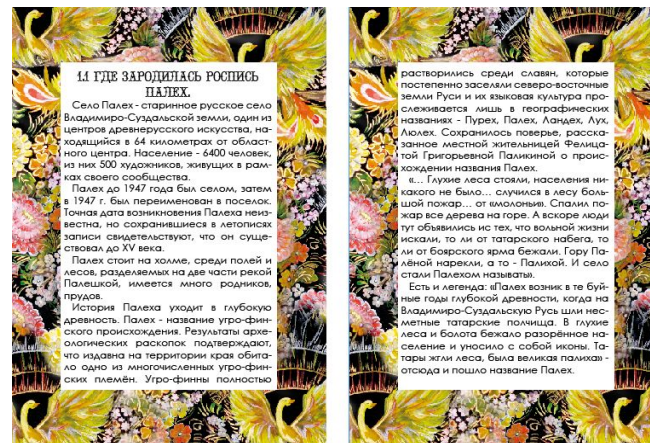 1.1 ГДЕ ЗАРОДИЛАСЬ РОСПИСЬ
ПАЛЕХ.
Село Палех - старинное русское село
Владимиро-Суздальской земли, один из
центров древнерусского искусства, на-
ходящийся в 64 километрах от област-
ного центра. Население - 6400 человек,
из них 500 художников, живущих в рам-
ках своего сообщества.
Палех до 1947 года был селом, затем
в 1947 г. был переименован в поселок.
Точная дата возникновения Палеха неиз-
вестна, но сохранившиеся в летописях
записи свидетельствуют, что он суще-
ствовал до XV века.
Палех стоит на холме, среди полей и
лесов, разделяемых на две части рекой
Палешкой, имеется много родников,
прудов.
История Палеха уходит в глубокую
древность. Палех - название угро-фин-
ского происхождения. Результаты архе-
ологических раскопок подтверждают,
что издавна на территории края обита-
ло одно из многочисленных угро-фин-
ских племён. Угро-финны полностью
растворились среди славян, которые
постепенно заселяли северо-восточные
земли Руси и их языковая культура про-
слеживается лишь в географических
названиях - Пурех, Палех, Ландех, Лух,
Люлех. Сохранилось поверье, расска-
занное местной жительницей Фелица-
той Григорьевной Паликиной о проис-
хождении названия Палех.
«... Глухие леса стояли, населения ни-
какого не было... случился в лесу боль-
шой пожар... от «молоньи». Спалил по-
жар все дерева на горе. А вскоре люди
тут объявились ис тех, что вольной жизни
искали, то ли от татарского набега, то
ли от боярского ярма бежали. Гору Па-
лёной нарекли, а то - Палихой. И село
стали Палехом называть».
Есть и легенда: «Палех возник в те буй-
ные годы глубокой древности, когда на
Владимиро-Суздальскую Русь шли нес-
метные татарские полчища. В глухие
леса и болота бежало разорённое на-
селение и уносило с собой иконы. Та-
тары жгли леса, была великая палиха» -
отсюда и пошло название Палех.